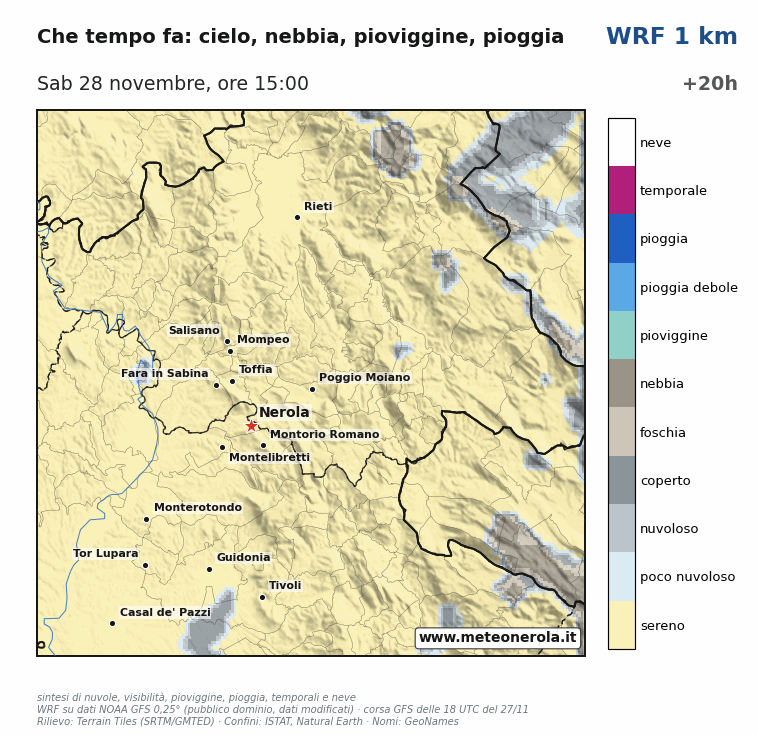 Che tempo fa: cielo, nebbia, pioviggine, pioggia
WRF 1 km
Sab 28 novembre, ore 15:00
+20h
Rieti
Salisano
Mompeo
Fara in Sabina
Toffia
Poggio Moiano
Nerola
Montorio Romano
Montelibretti
Monterotondo
Tor Lupara
Guidonia
Tivoli
Casal de' Pazzi
www.meteonerola.it
neve
temporale
pioggia
pioggia debole
pioviggine
nebbia
foschia
coperto
nuvoloso
poco nuvoloso
sereno
sintesi di nuvole, visibilità, pioviggine, pioggia, temporali e neve
WRF su dati NOAA GFS 0,25° (pubblico dominio, dati modificati) · corsa GFS delle 18 UTC del 27/11
Rilievo: Terrain Tiles (SRTM/GMTED) · Confini: ISTAT, Natural Earth · Nomi: GeoNames